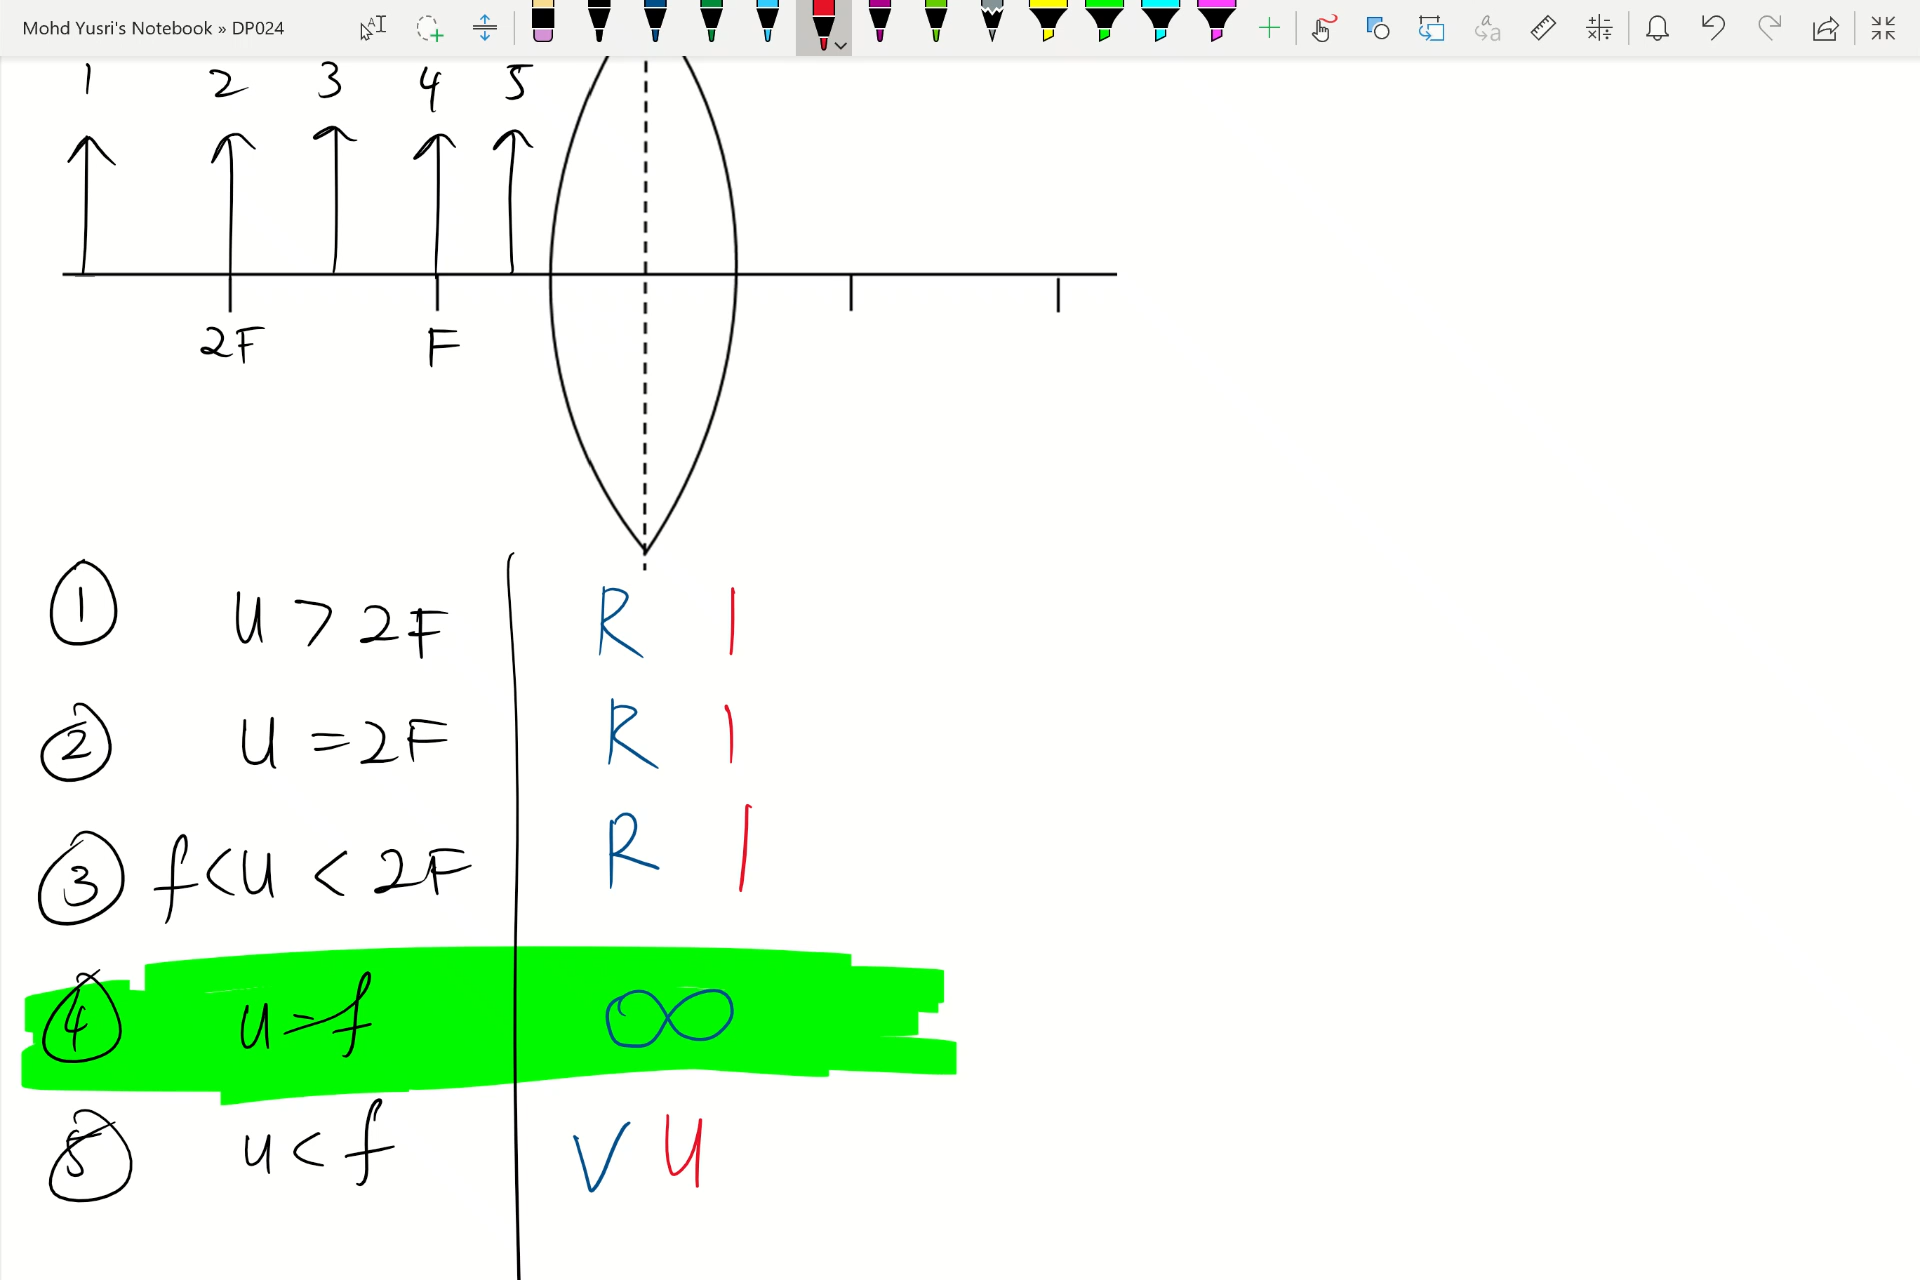 Mohd Yusri's Notebook » DP024
1 2 3 4 5
2F F
1 u > 2F R I
2 u = 2F R I
3 f < u < 2F R I
4 u = f ∞
5 u < f V U